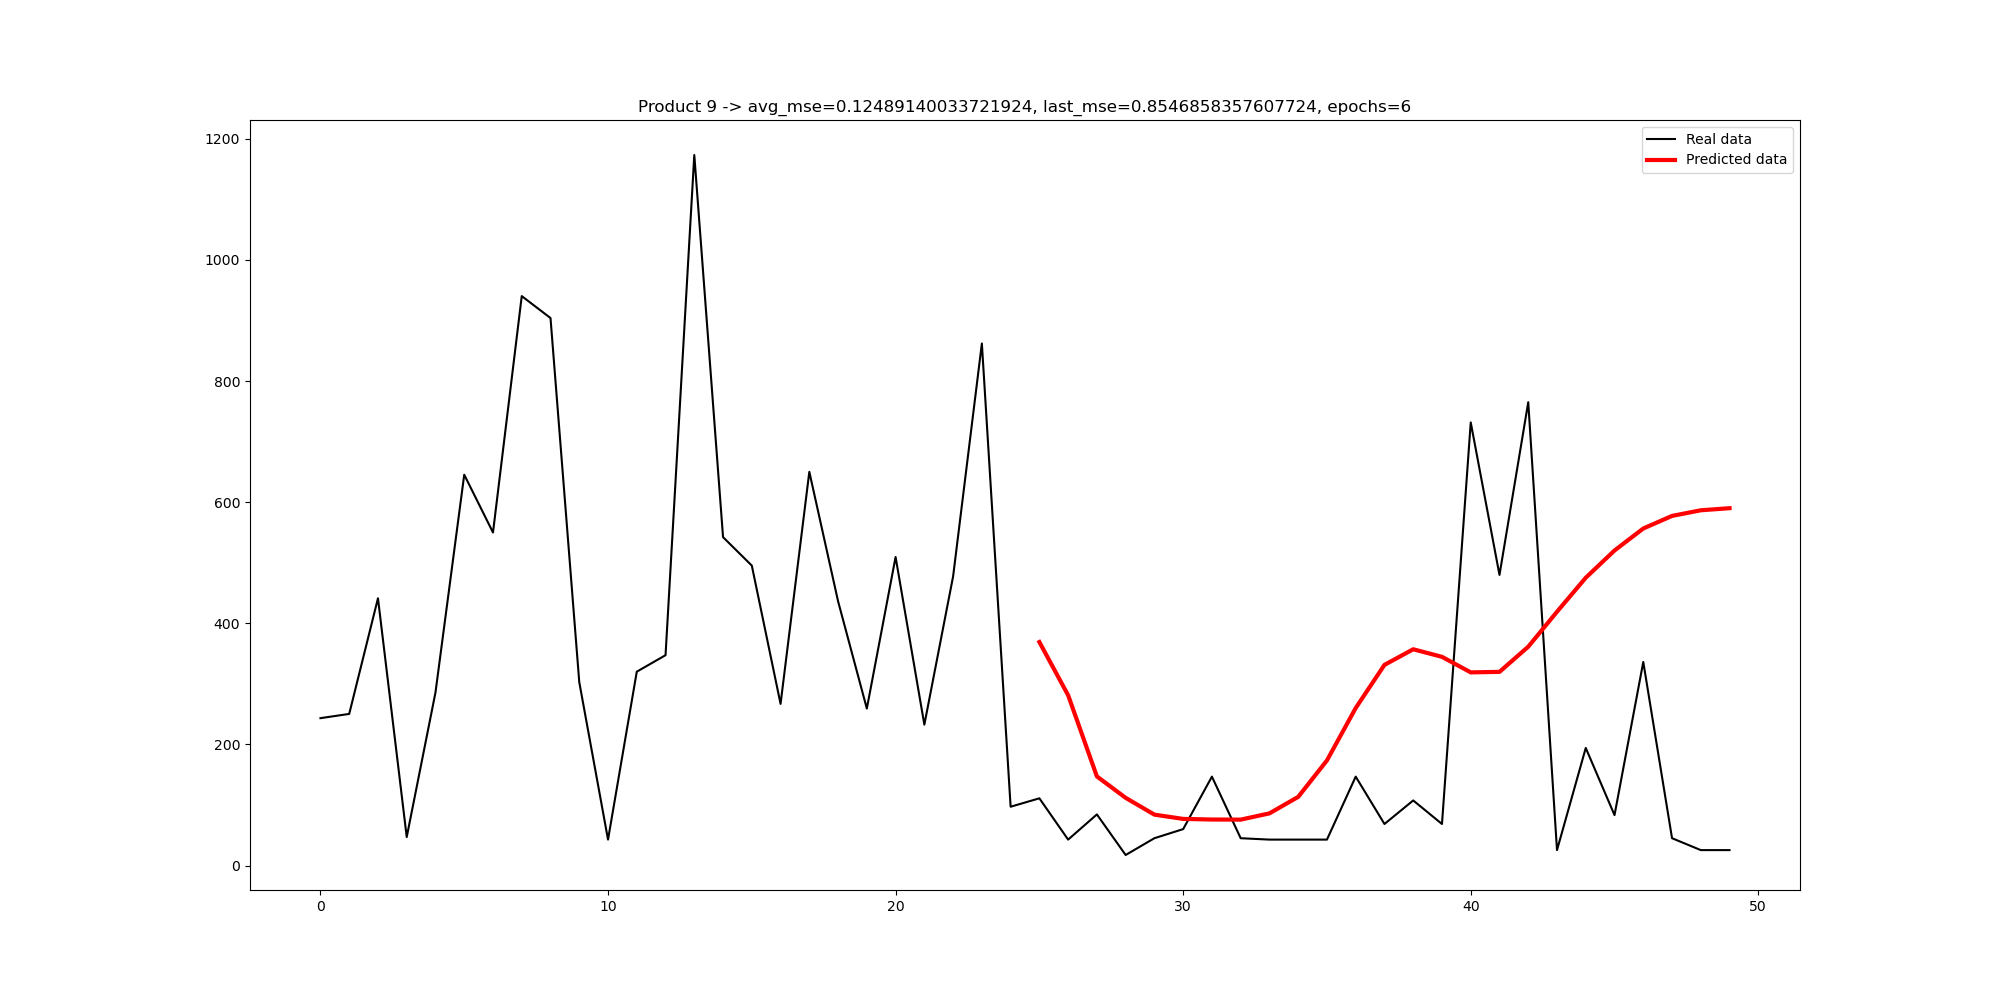 Product 9 -> avg_mse=0.12489140033721924, last_mse=0.8546858357607724, epochs=6
Real data
Predicted data
1200
1000
800
600
400
200
0
0 10 20 30 40 50